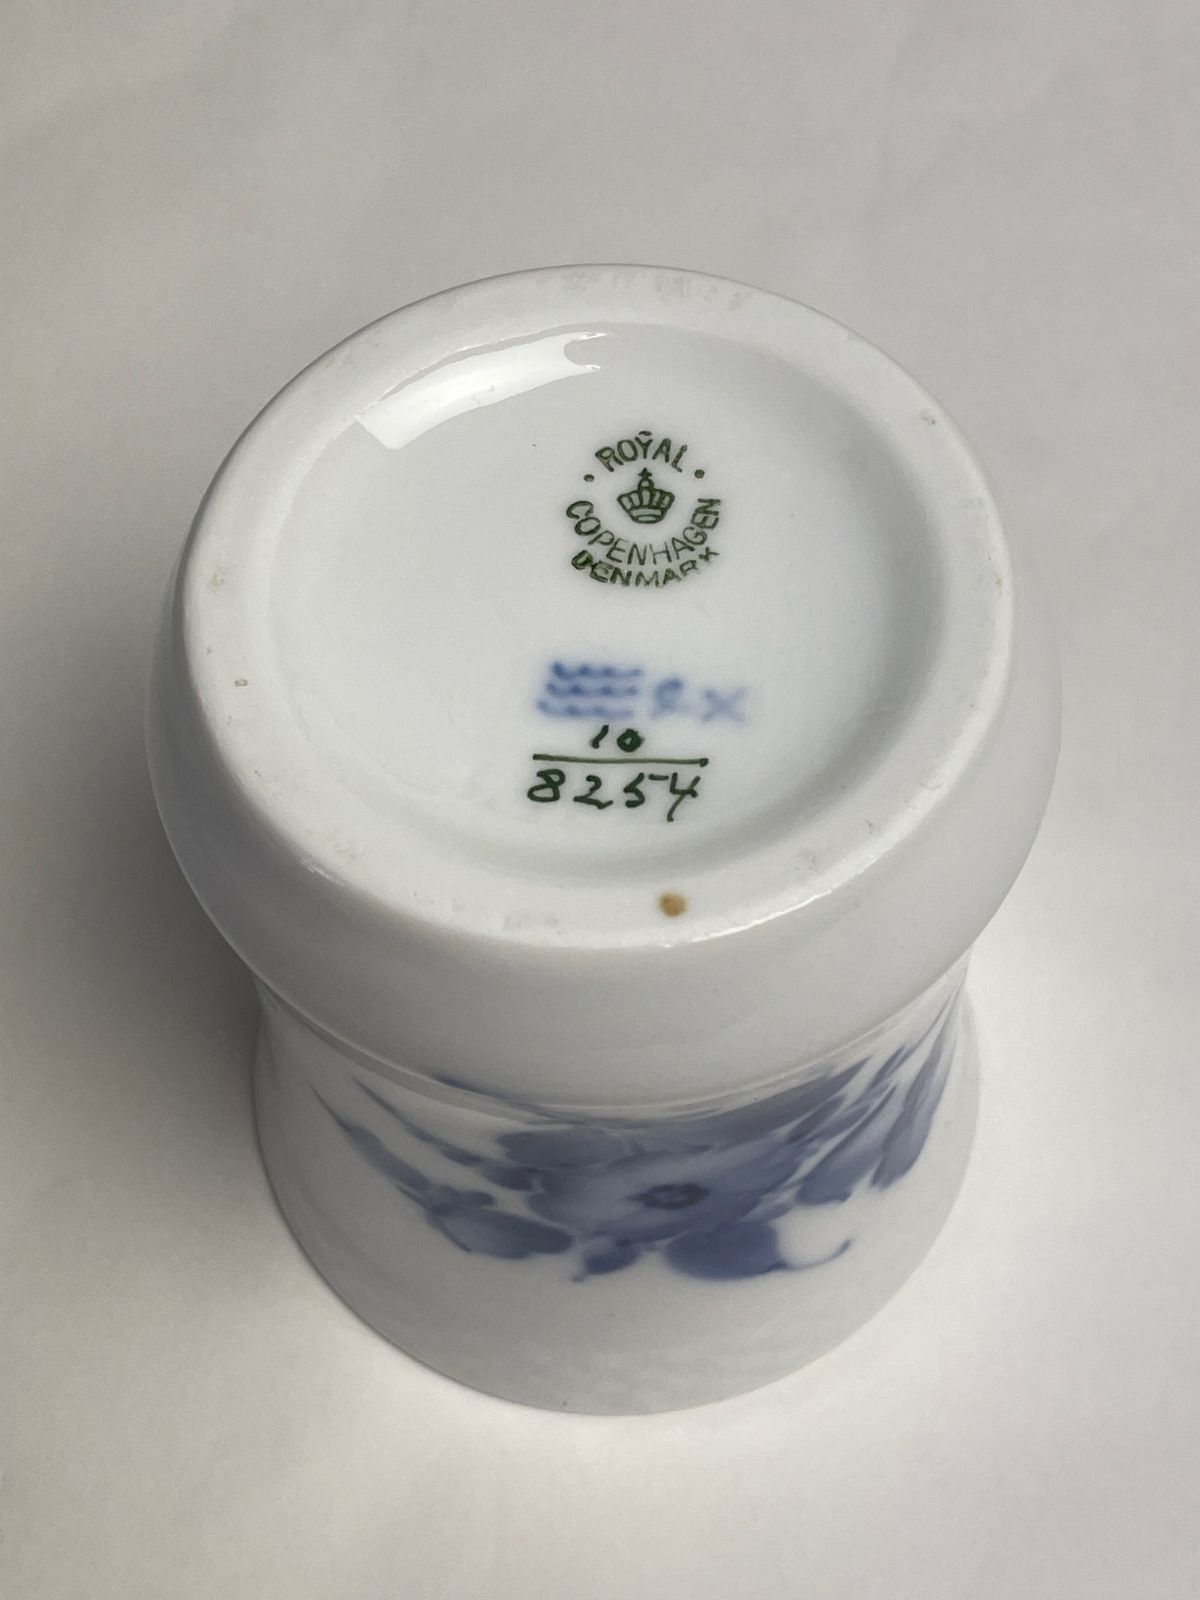 ROYAL
COPENHAGEN
DENMARK
10
8254